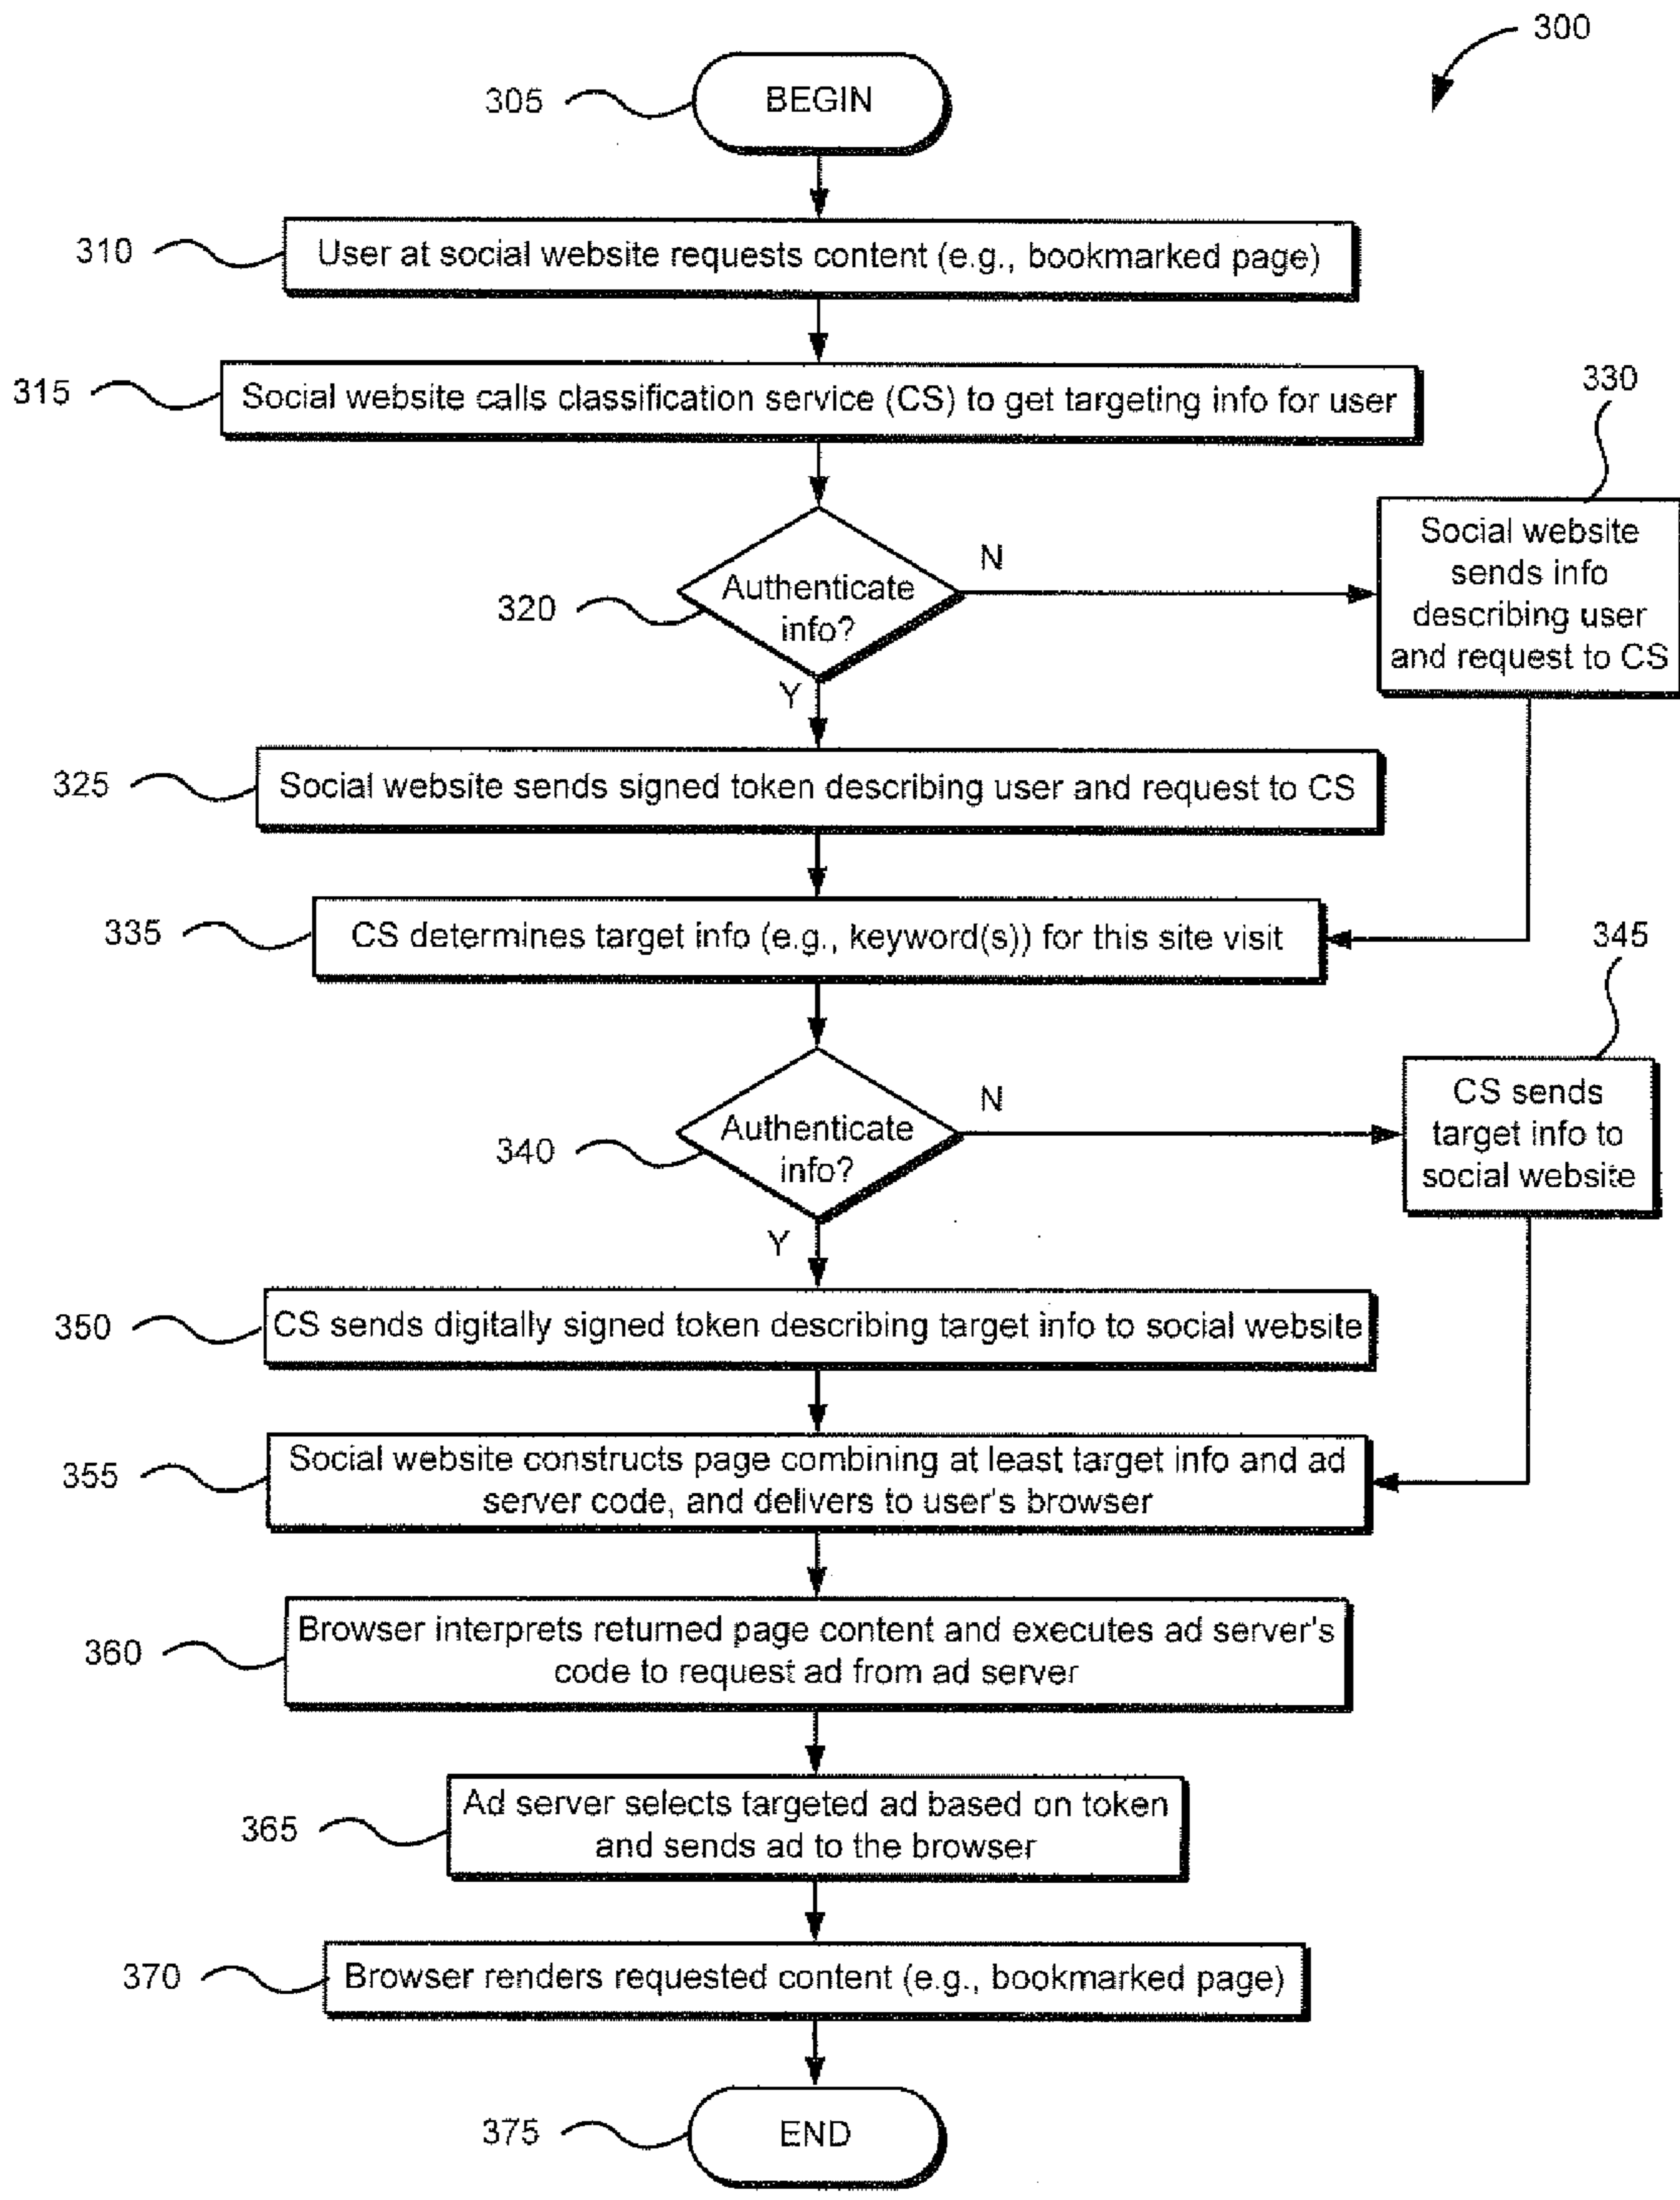 300
305
BEGIN
310
User at social website requests content (e.g., bookmarked page)
315
Social website calls classification service (CS) to get targeting info for user
330
Social website
sends info
describing user
and request to CS
320
Authenticate
info?
N
Y
325
Social website sends signed token describing user and request to CS
335
CS determines target info (e.g., keyword(s)) for this site visit
345
CS sends
target info to
social website
340
Authenticate
info?
N
Y
350
CS sends digitally signed token describing target info to social website
355
Social website constructs page combining at least target info and ad
server code, and delivers to user's browser
360
Browser interprets returned page content and executes ad server's
code to request ad from ad server
365
Ad server selects targeted ad based on token
and sends ad to the browser
370
Browser renders requested content (e.g., bookmarked page)
375
END